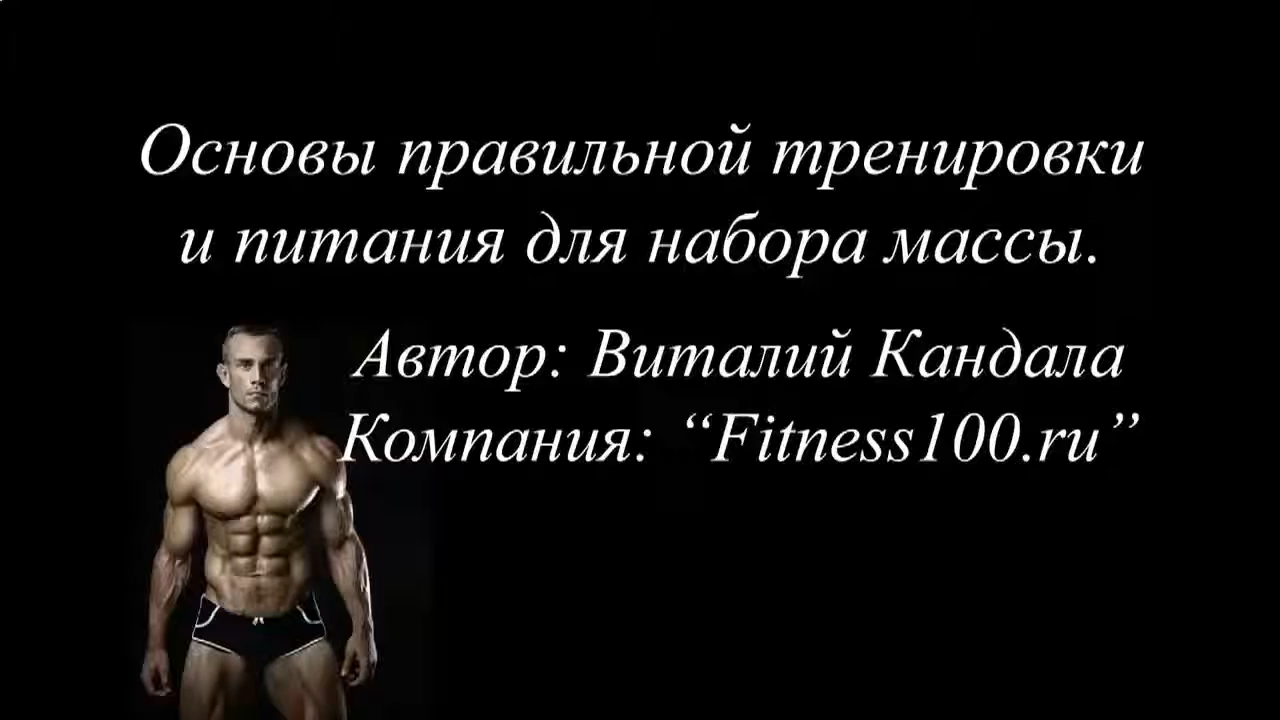 Основы правильной тренировки
и питания для набора массы.
Автор: Виталий Кандала
Компания: “Fitness100.ru”